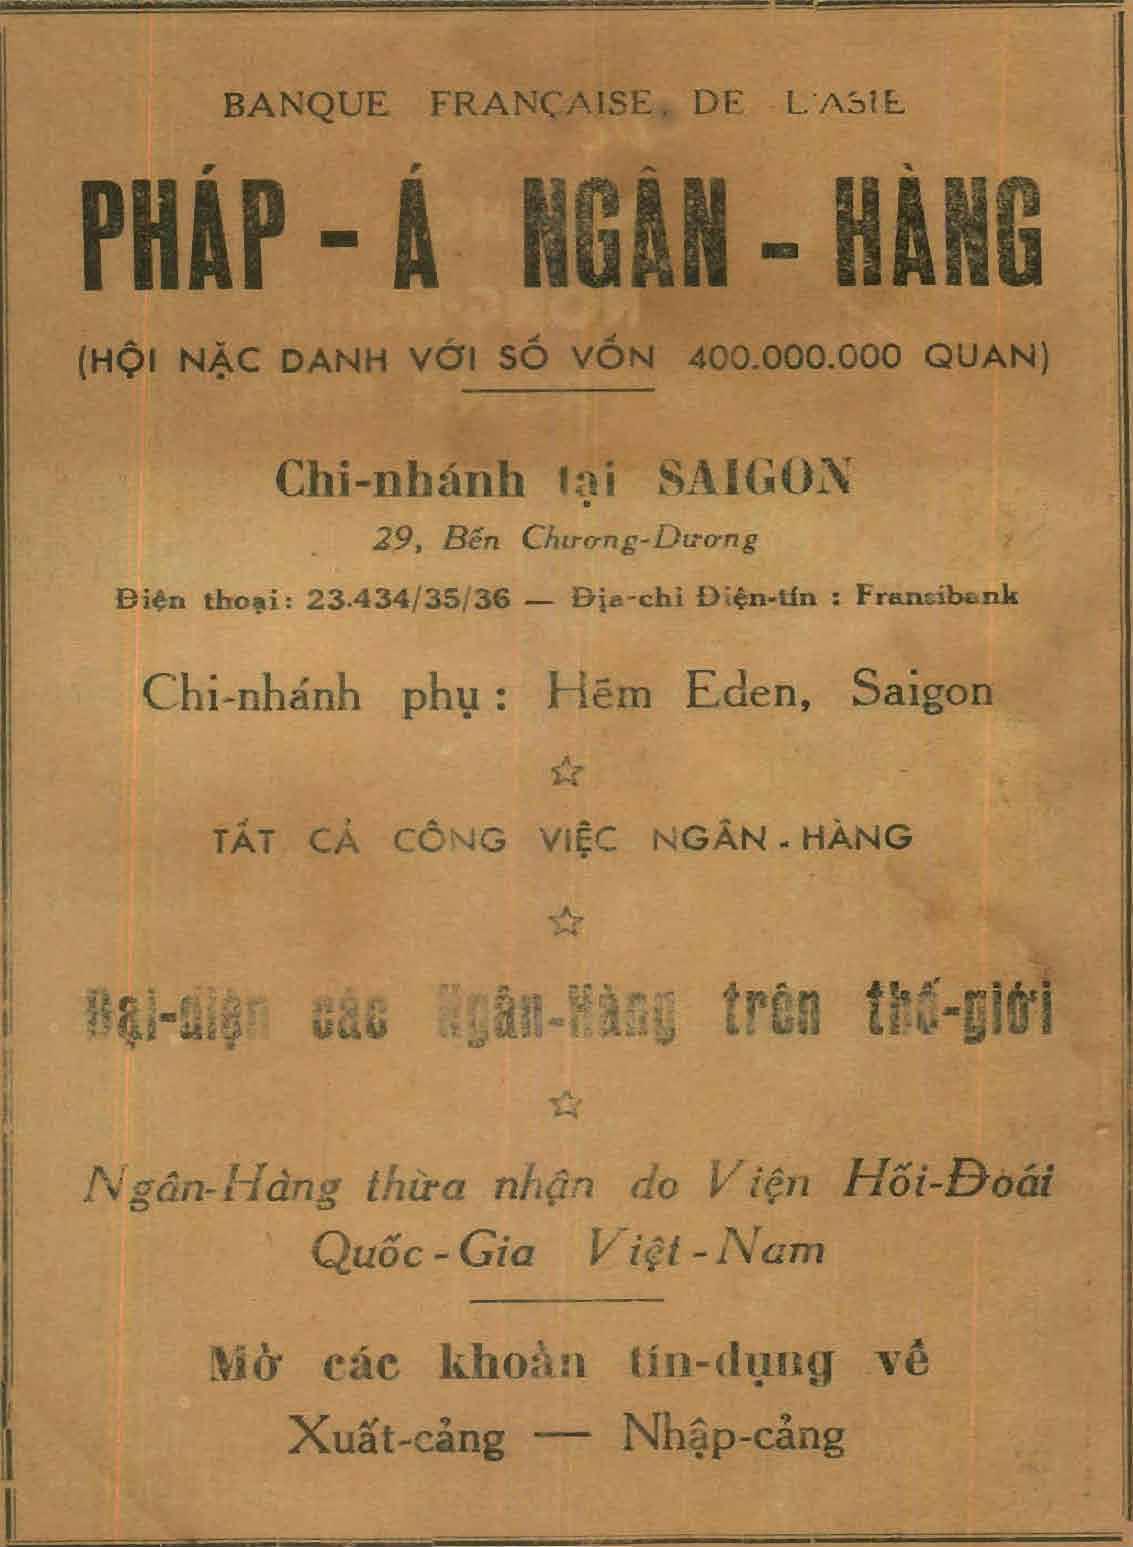 BANQUE FRANÇAISE DE L'ASIE
PHÁP - Á NGÂN - HÀNG
(HỘI NẶC DANH VỚI SỐ VỐN 400.000.000 QUAN)
Chi-nhánh tại SAIGON
29, Bến Chương-Dương
Điện thoại: 23.434/35/36 — Địa-chỉ Điện-tín : Fransibank
Chi-nhánh phụ : Hẻm Eden, Saigon
☆
TẤT CẢ CÔNG VIỆC NGÂN - HÀNG
☆
Đại-diện các Ngân-Hàng trên thế-giới
☆
Ngân-Hàng thừa nhận do Viện Hối-Đoái
Quốc - Gia Việt - Nam
Mở các khoản tín-dụng về
Xuất-cảng — Nhập-cảng